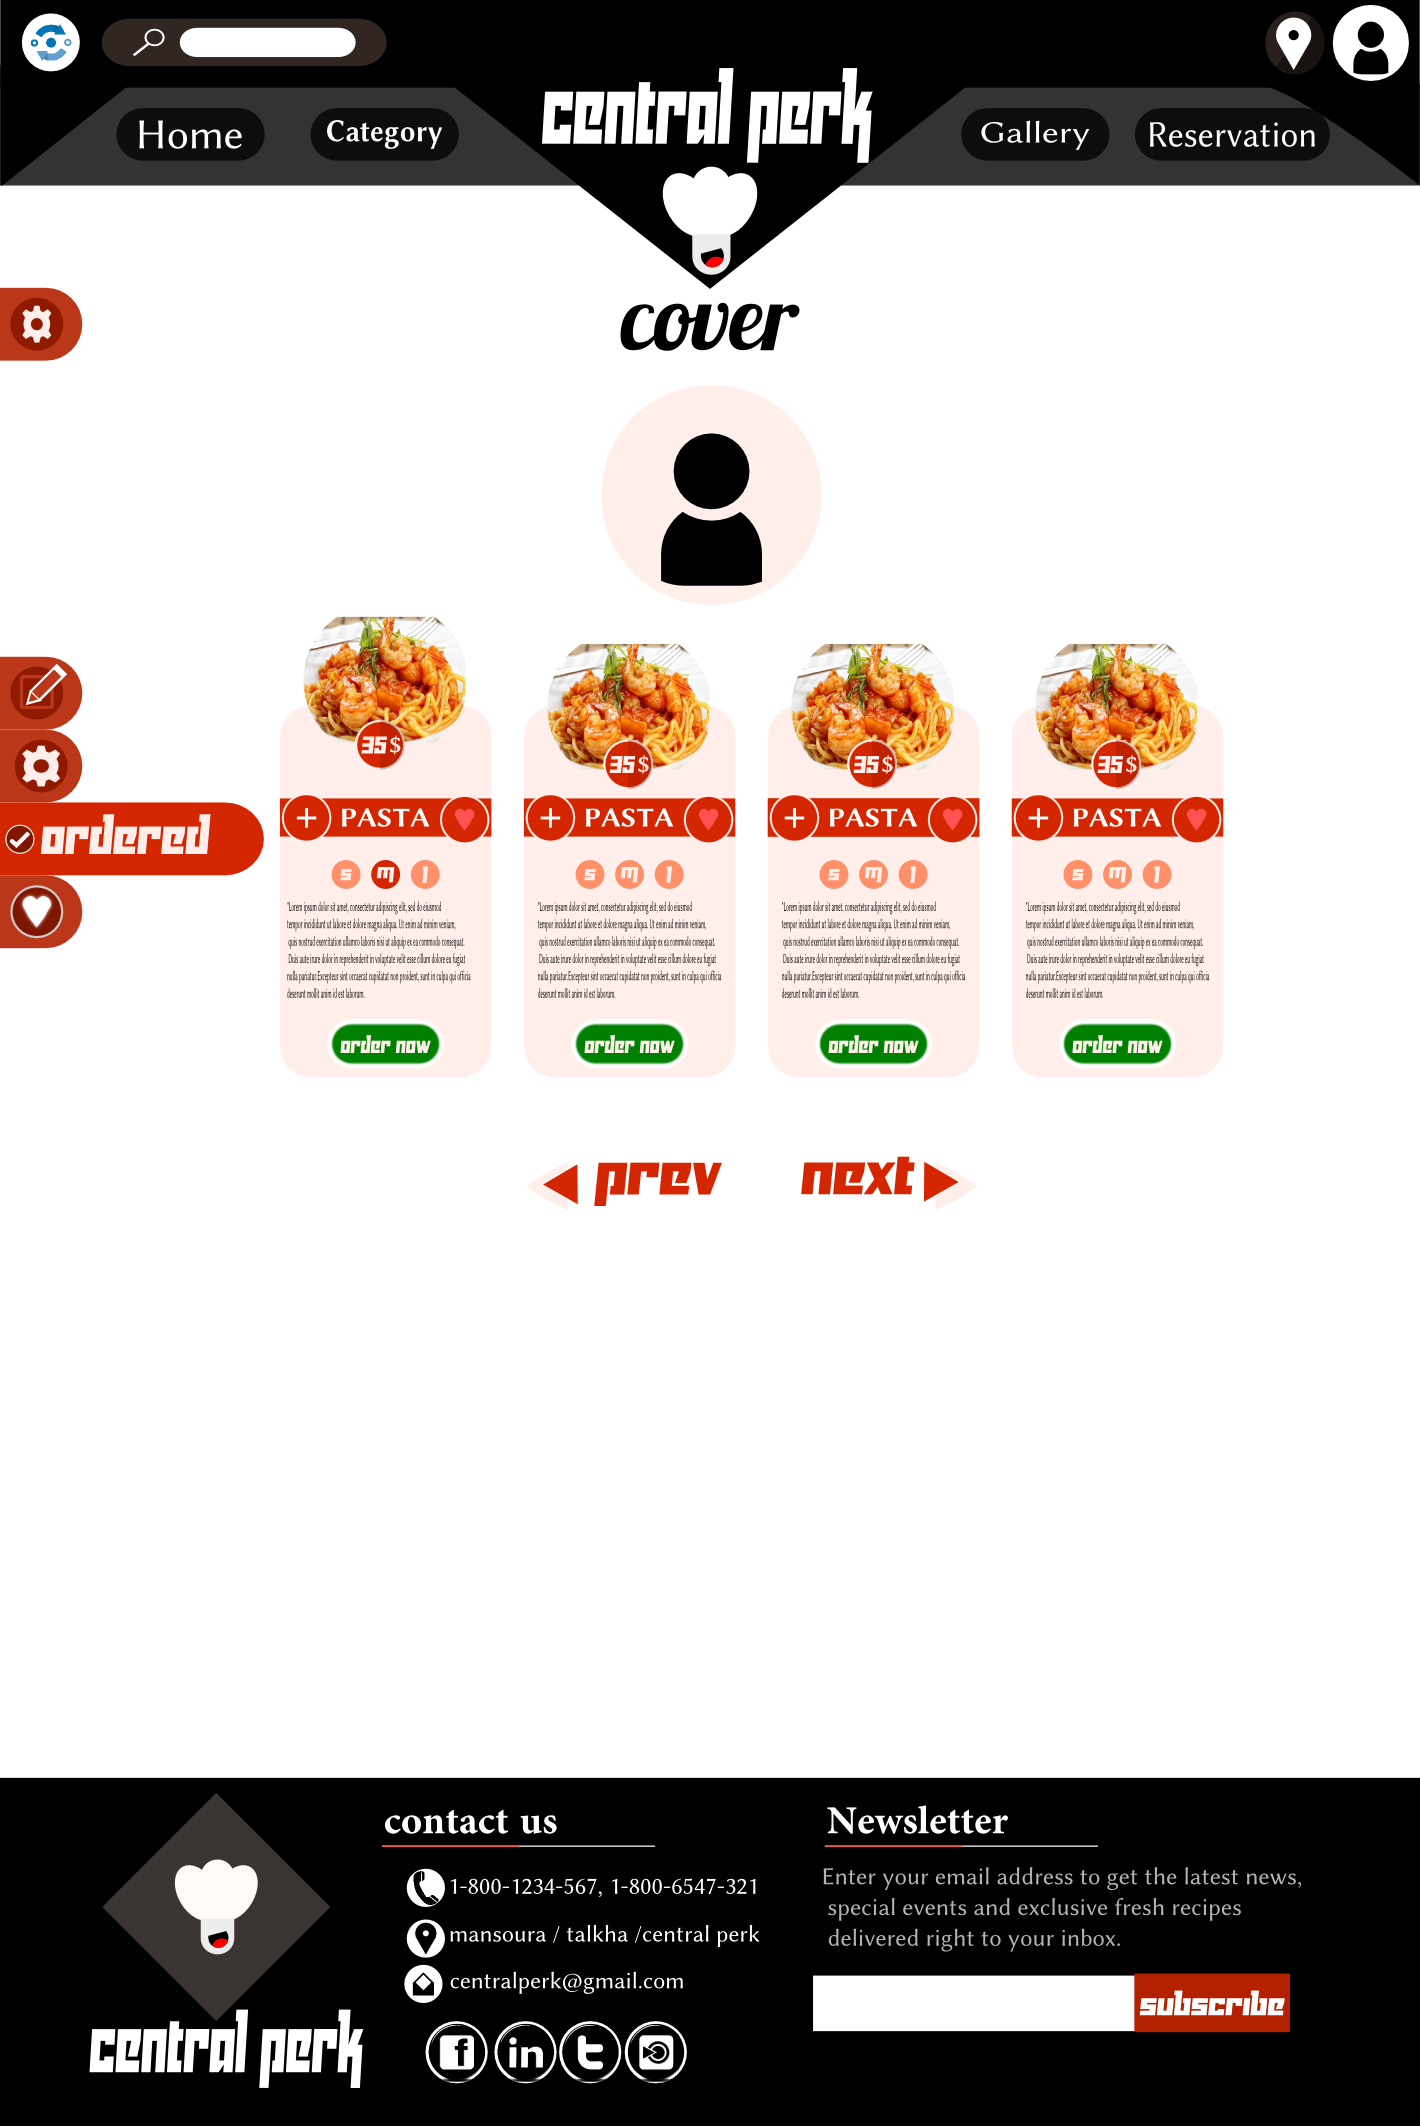 central perk
Home
Category
Gallery
Reservation
cover
35$
35$
35$
35$
PASTA
PASTA
PASTA
PASTA
ordered
s m l
s m l
s m l
s m l
"Lorem ipsum dolor sit amet, consectetur adipiscing elit, sed do eiusmod
tempor incididunt ut labore et dolore magna aliqua. Ut enim ad minim veniam,
quis nostrud exercitation ullamco laboris nisi ut aliquip ex ea commodo consequat.
Duis aute irure dolor in reprehenderit in voluptate velit esse cillum dolore eu fugiat
nulla pariatur.Excepteur sint occaecat cupidatat non proident, sunt in culpa qui officia
deserunt mollit anim id est laborum.
"Lorem ipsum dolor sit amet, consectetur adipiscing elit, sed do eiusmod
tempor incididunt ut labore et dolore magna aliqua. Ut enim ad minim veniam,
quis nostrud exercitation ullamco laboris nisi ut aliquip ex ea commodo consequat.
Duis aute irure dolor in reprehenderit in voluptate velit esse cillum dolore eu fugiat
nulla pariatur.Excepteur sint occaecat cupidatat non proident, sunt in culpa qui officia
deserunt mollit anim id est laborum.
"Lorem ipsum dolor sit amet, consectetur adipiscing elit, sed do eiusmod
tempor incididunt ut labore et dolore magna aliqua. Ut enim ad minim veniam,
quis nostrud exercitation ullamco laboris nisi ut aliquip ex ea commodo consequat.
Duis aute irure dolor in reprehenderit in voluptate velit esse cillum dolore eu fugiat
nulla pariatur.Excepteur sint occaecat cupidatat non proident, sunt in culpa qui officia
deserunt mollit anim id est laborum.
"Lorem ipsum dolor sit amet, consectetur adipiscing elit, sed do eiusmod
tempor incididunt ut labore et dolore magna aliqua. Ut enim ad minim veniam,
quis nostrud exercitation ullamco laboris nisi ut aliquip ex ea commodo consequat.
Duis aute irure dolor in reprehenderit in voluptate velit esse cillum dolore eu fugiat
nulla pariatur.Excepteur sint occaecat cupidatat non proident, sunt in culpa qui officia
deserunt mollit anim id est laborum.
order now
order now
order now
order now
prev
next
central perk
contact us
1-800-1234-567, 1-800-6547-321
mansoura / talkha /central perk
centralperk@gmail.com
Newsletter
Enter your email address to get the latest news,
special events and exclusive fresh recipes
delivered right to your inbox.
subscribe